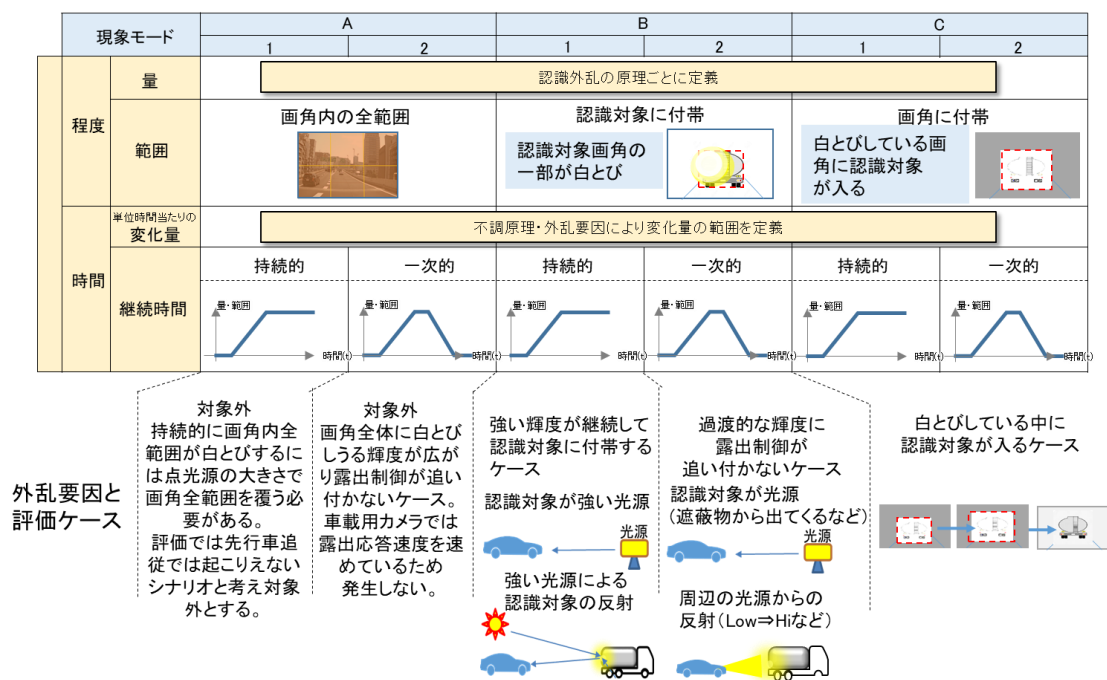 現象モード
A
B
C
1
2
1
2
1
2
程度
量
認識外乱の原理ごとに定義
範囲
画角内の全範囲
認識対象に付帯
認識対象画角の
一部が白とび
画角に付帯
白とびしている画
角に認識対象
が入る
時間
単位時間当たりの
変化量
不調原理・外乱要因により変化量の範囲を定義
継続時間
持続的
一次的
持続的
一次的
持続的
一次的
量・範囲
時間(t)
量・範囲
時間(t)
量・範囲
時間(t)
量・範囲
時間(t)
量・範囲
時間(t)
量・範囲
時間(t)
外乱要因と
評価ケース
対象外
持続的に画角内全
範囲が白とびするに
は点光源の大きさで
画角全範囲を覆う必
要がある。
評価では先行車追
従では起こりえない
シナリオと考え対象
外とする。
対象外
画角全体に白とび
しうる輝度が広が
り露出制御が追い
付かないケース。
車載用カメラでは
露出応答速度を速
めているため
発生しない。
強い輝度が継続して
認識対象に付帯する
ケース
認識対象が強い光源
光源
強い光源による
認識対象の反射
過渡的な輝度に
露出制御が
追い付かないケース
認識対象が光源
(遮蔽物から出てくるなど)
光源
周辺の光源からの
反射(Low⇒Hiなど)
白とびしている中に
認識対象が入るケース